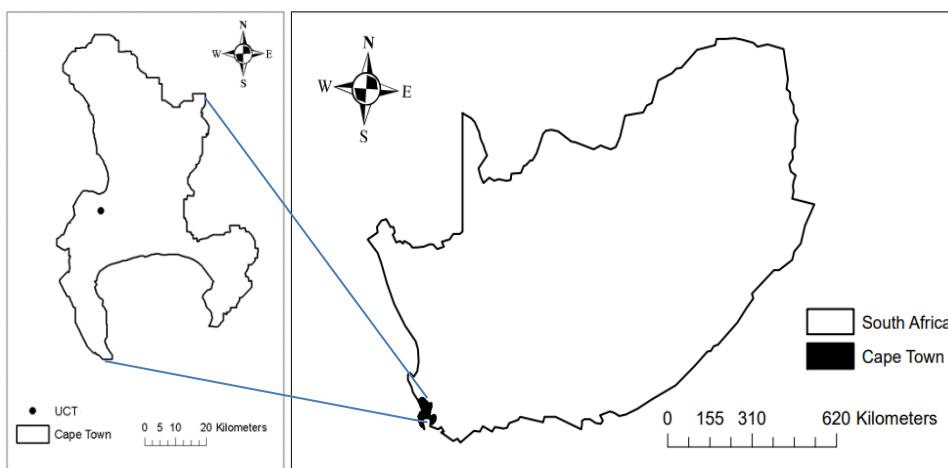 N
W E
S
UCT
Cape Town
0 5 10 20 Kilometers
N
W E
S
South Africa
Cape Town
0 155 310 620 Kilometers